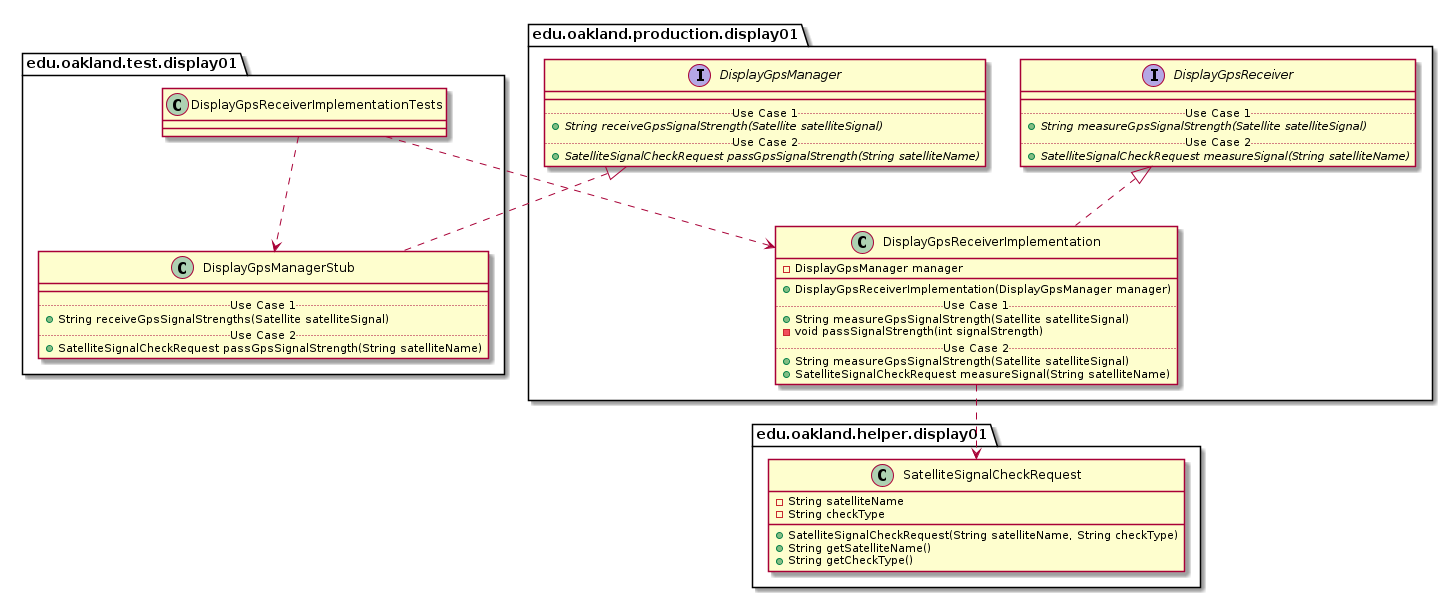 edu.oakland.test.display01
C DisplayGpsReceiverImplementationTests
C DisplayGpsManagerStub
Use Case 1
String receiveGpsSignalStrengths(Satellite satelliteSignal)
Use Case 2
SatelliteSignalCheckRequest passGpsSignalStrength(String satelliteName)
edu.oakland.production.display01
I DisplayGpsManager
Use Case 1
String receiveGpsSignalStrength(Satellite satelliteSignal)
Use Case 2
SatelliteSignalCheckRequest passGpsSignalStrength(String satelliteName)
I DisplayGpsReceiver
Use Case 1
String measureGpsSignalStrength(Satellite satelliteSignal)
Use Case 2
SatelliteSignalCheckRequest measureSignal(String satelliteName)
C DisplayGpsReceiverImplementation
DisplayGpsManager manager
DisplayGpsReceiverImplementation(DisplayGpsManager manager)
Use Case 1
String measureGpsSignalStrength(Satellite satelliteSignal)
void passSignalStrength(int signalStrength)
Use Case 2
String measureGpsSignalStrength(Satellite satelliteSignal)
SatelliteSignalCheckRequest measureSignal(String satelliteName)
edu.oakland.helper.display01
C SatelliteSignalCheckRequest
String satelliteName
String checkType
SatelliteSignalCheckRequest(String satelliteName, String checkType)
String getSatelliteName()
String getCheckType()